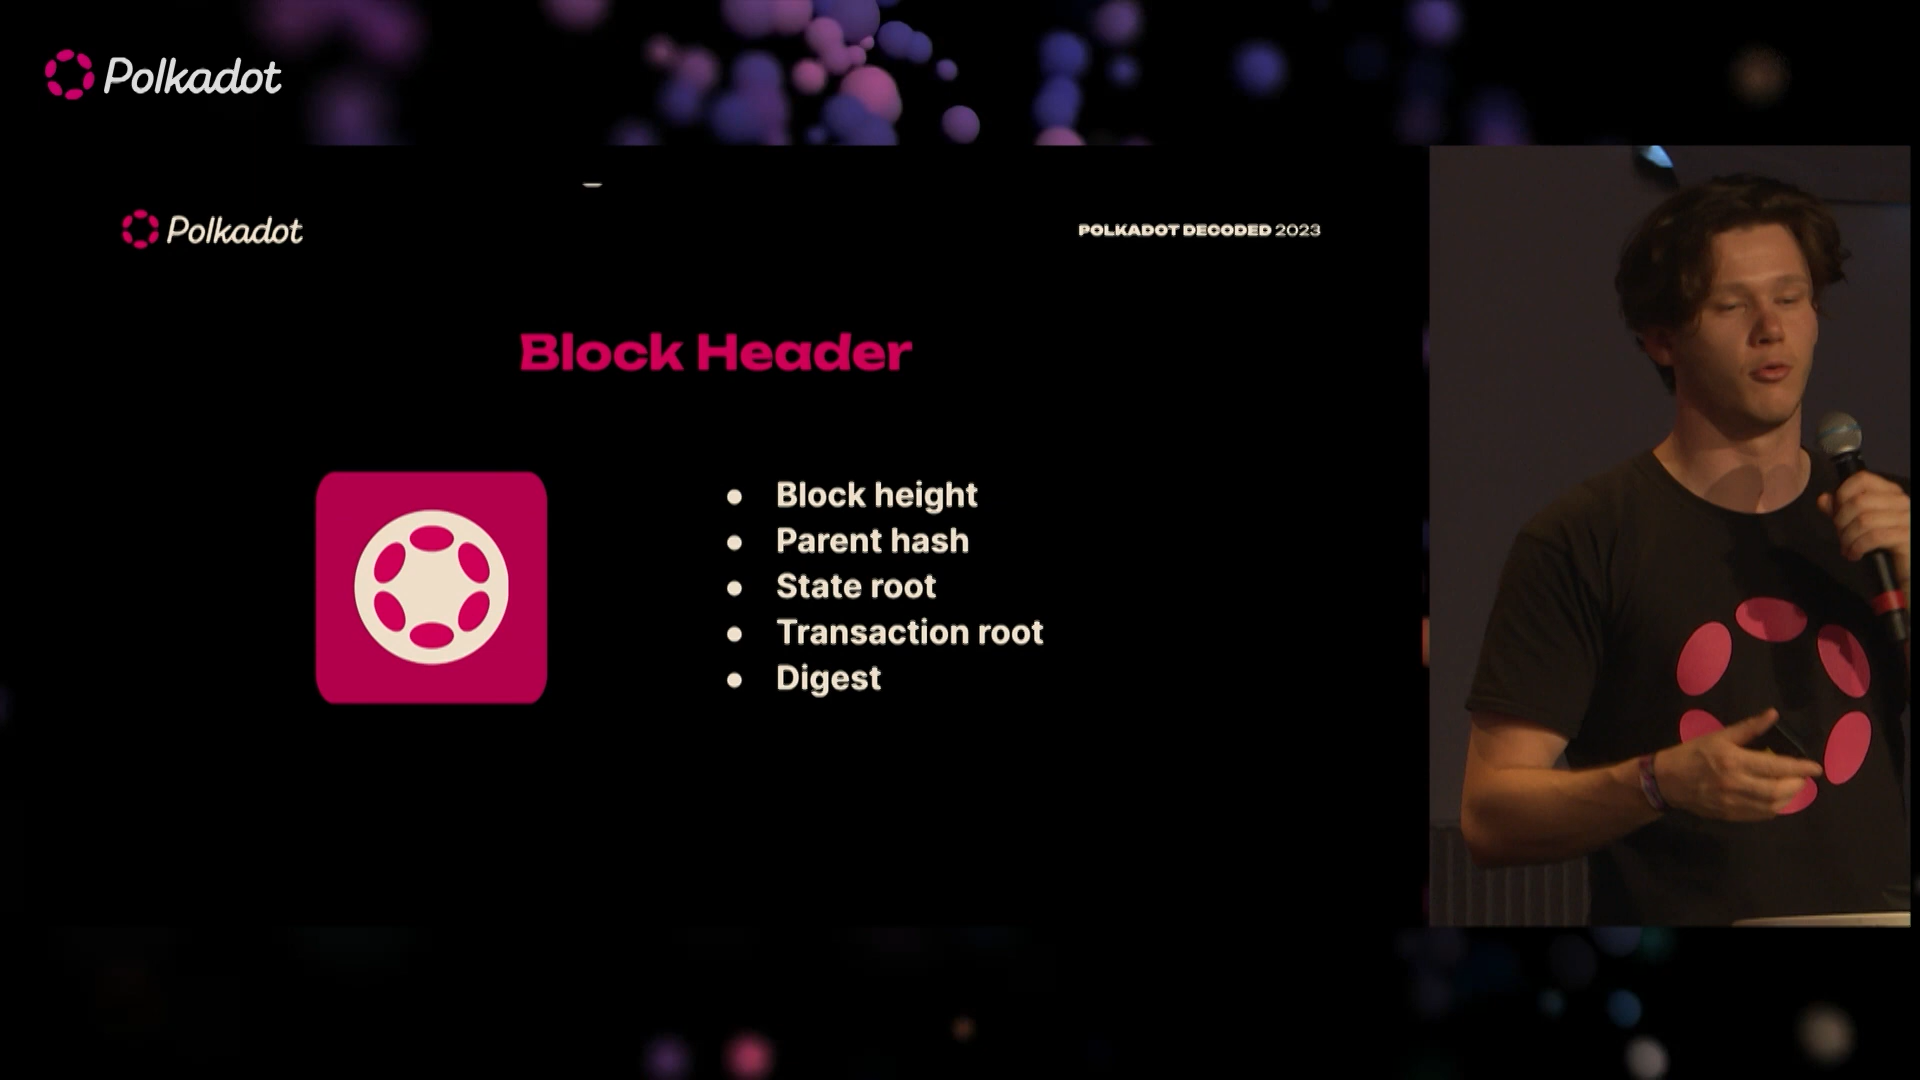 Polkadot
Polkadot
POLKADOT DECODED 2023
Block Header
● Block height
● Parent hash
● State root
● Transaction root
● Digest